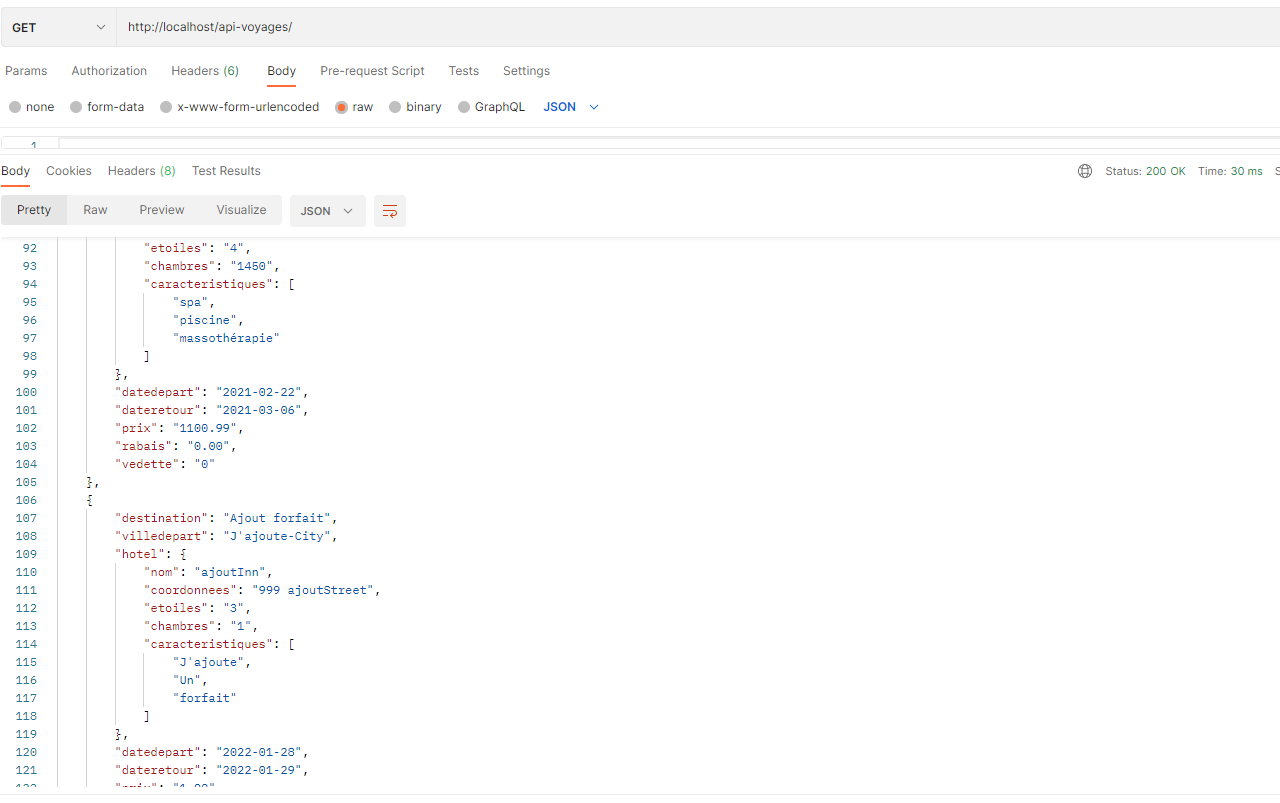 GET http://localhost/api-voyages/
Params Authorization Headers (6) Body Pre-request Script Tests Settings
none form-data x-www-form-urlencoded raw binary GraphQL JSON
1
Body Cookies Headers (8) Test Results Status: 200 OK Time: 30 ms S
Pretty Raw Preview Visualize JSON
92 "etoiles": "4",
93 "chambres": "1450",
94 "caracteristiques": [
95 "spa",
96 "piscine",
97 "massothérapie"
98 ]
99 },
100 "datedepart": "2021-02-22",
101 "dateretour": "2021-03-06",
102 "prix": "1100.99",
103 "rabais": "0.00",
104 "vedette": "0"
105 },
106 {
107 "destination": "Ajout forfait",
108 "villedepart": "J'ajoute-City",
109 "hotel": {
110 "nom": "ajoutInn",
111 "coordonnees": "999 ajoutStreet",
112 "etoiles": "3",
113 "chambres": "1",
114 "caracteristiques": [
115 "J'ajoute",
116 "Un",
117 "forfait"
118 ]
119 },
120 "datedepart": "2022-01-28",
121 "dateretour": "2022-01-29",
122 "prix": "1.00"